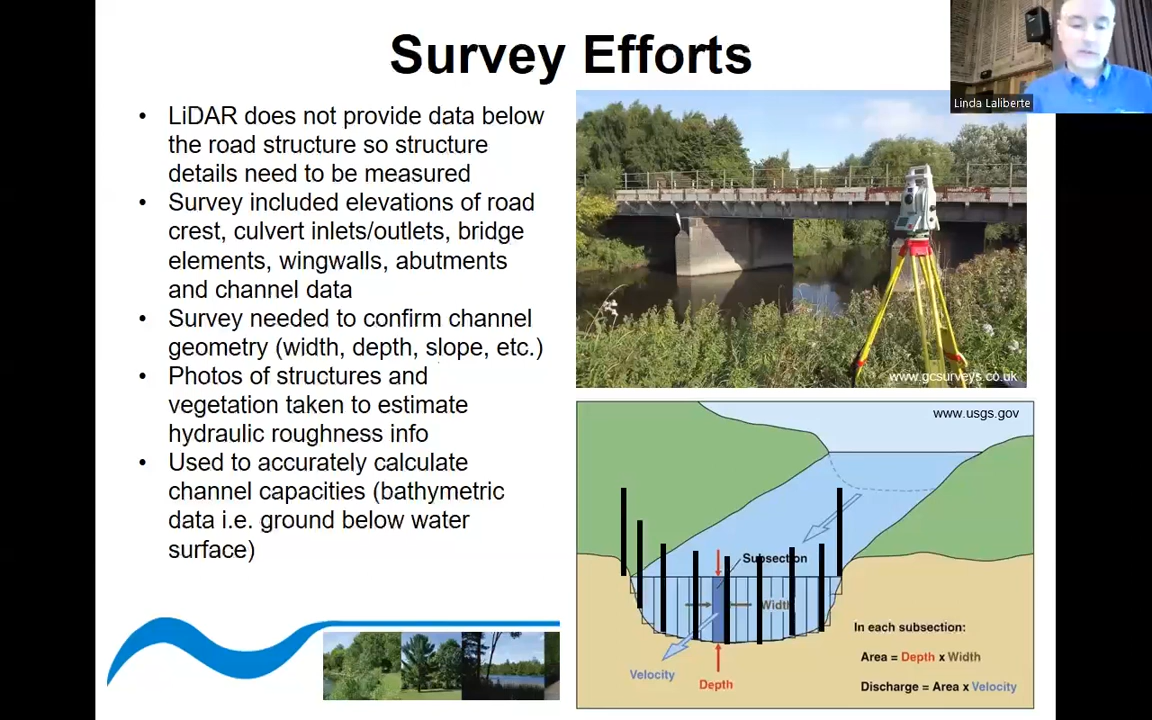 Survey Efforts
Linda Laliberte
• LiDAR does not provide data below
the road structure so structure
details need to be measured
• Survey included elevations of road
crest, culvert inlets/outlets, bridge
elements, wingwalls, abutments
and channel data
• Survey needed to confirm channel
geometry (width, depth, slope, etc.)
• Photos of structures and
vegetation taken to estimate
hydraulic roughness info
• Used to accurately calculate
channel capacities (bathymetric
data i.e. ground below water
surface)
www.gcsurveys.co.uk
www.usgs.gov
Subsection
Width
Velocity
Depth
In each subsection:
Area = Depth x Width
Discharge = Area x Velocity